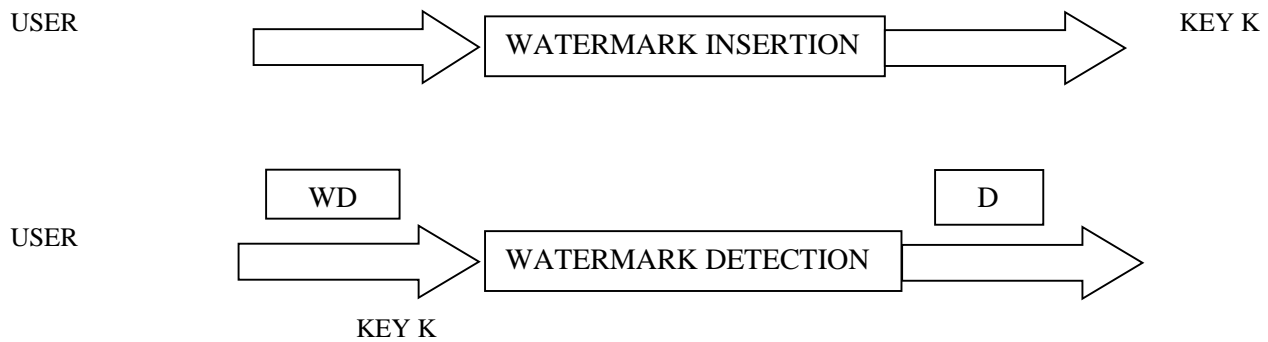 USER
WATERMARK INSERTION
KEY K
WD
D
USER
WATERMARK DETECTION
KEY K